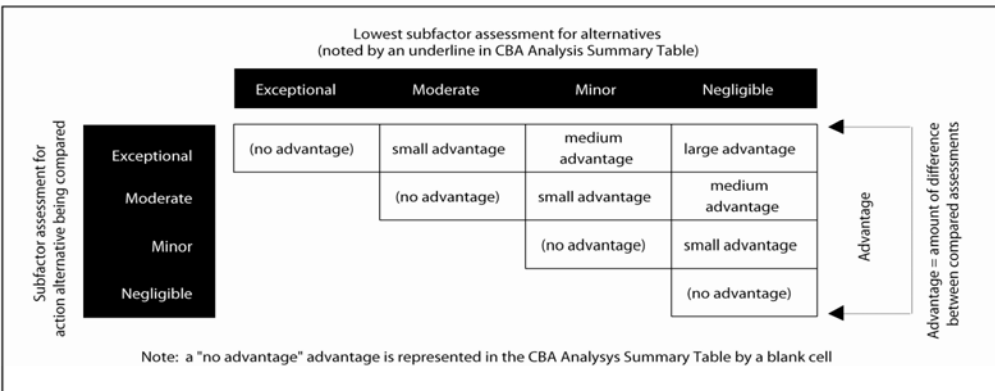 Lowest subfactor assessment for alternatives
(noted by an underline in CBA Analysis Summary Table)
Exceptional Moderate Minor Negligible
Subfactor assessment for
action alternative being compared
Exceptional (no advantage) small advantage medium advantage large advantage
Moderate (no advantage) small advantage medium advantage
Minor (no advantage) small advantage
Negligible (no advantage)
Advantage
Advantage = amount of difference
between compared assessments
Note: a "no advantage" advantage is represented in the CBA Analysys Summary Table by a blank cell